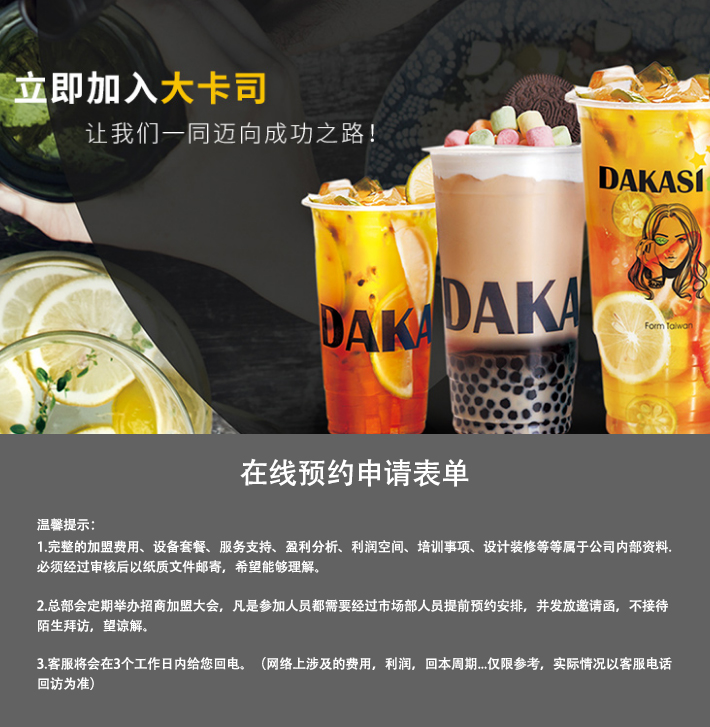 立即加入大卡司
让我们一同迈向成功之路!
DAKASI
DAKA
DAKA
Form Taiwan
在线预约申请表单
温馨提示：
1.完整的加盟费用、设备套餐、服务支持、盈利分析、利润空间、培训事项、设计装修等等属于公司内部资料.
必须经过审核后以纸质文件邮寄，希望能够理解。
2.总部会定期举办招商加盟大会，凡是参加人员都需要经过市场部人员提前预约安排，并发放邀请函，不接待
陌生拜访，望谅解。
3.客服将会在3个工作日内给您回电。（网络上涉及的费用，利润，回本周期...仅限参考，实际情况以客服电话
回访为准）